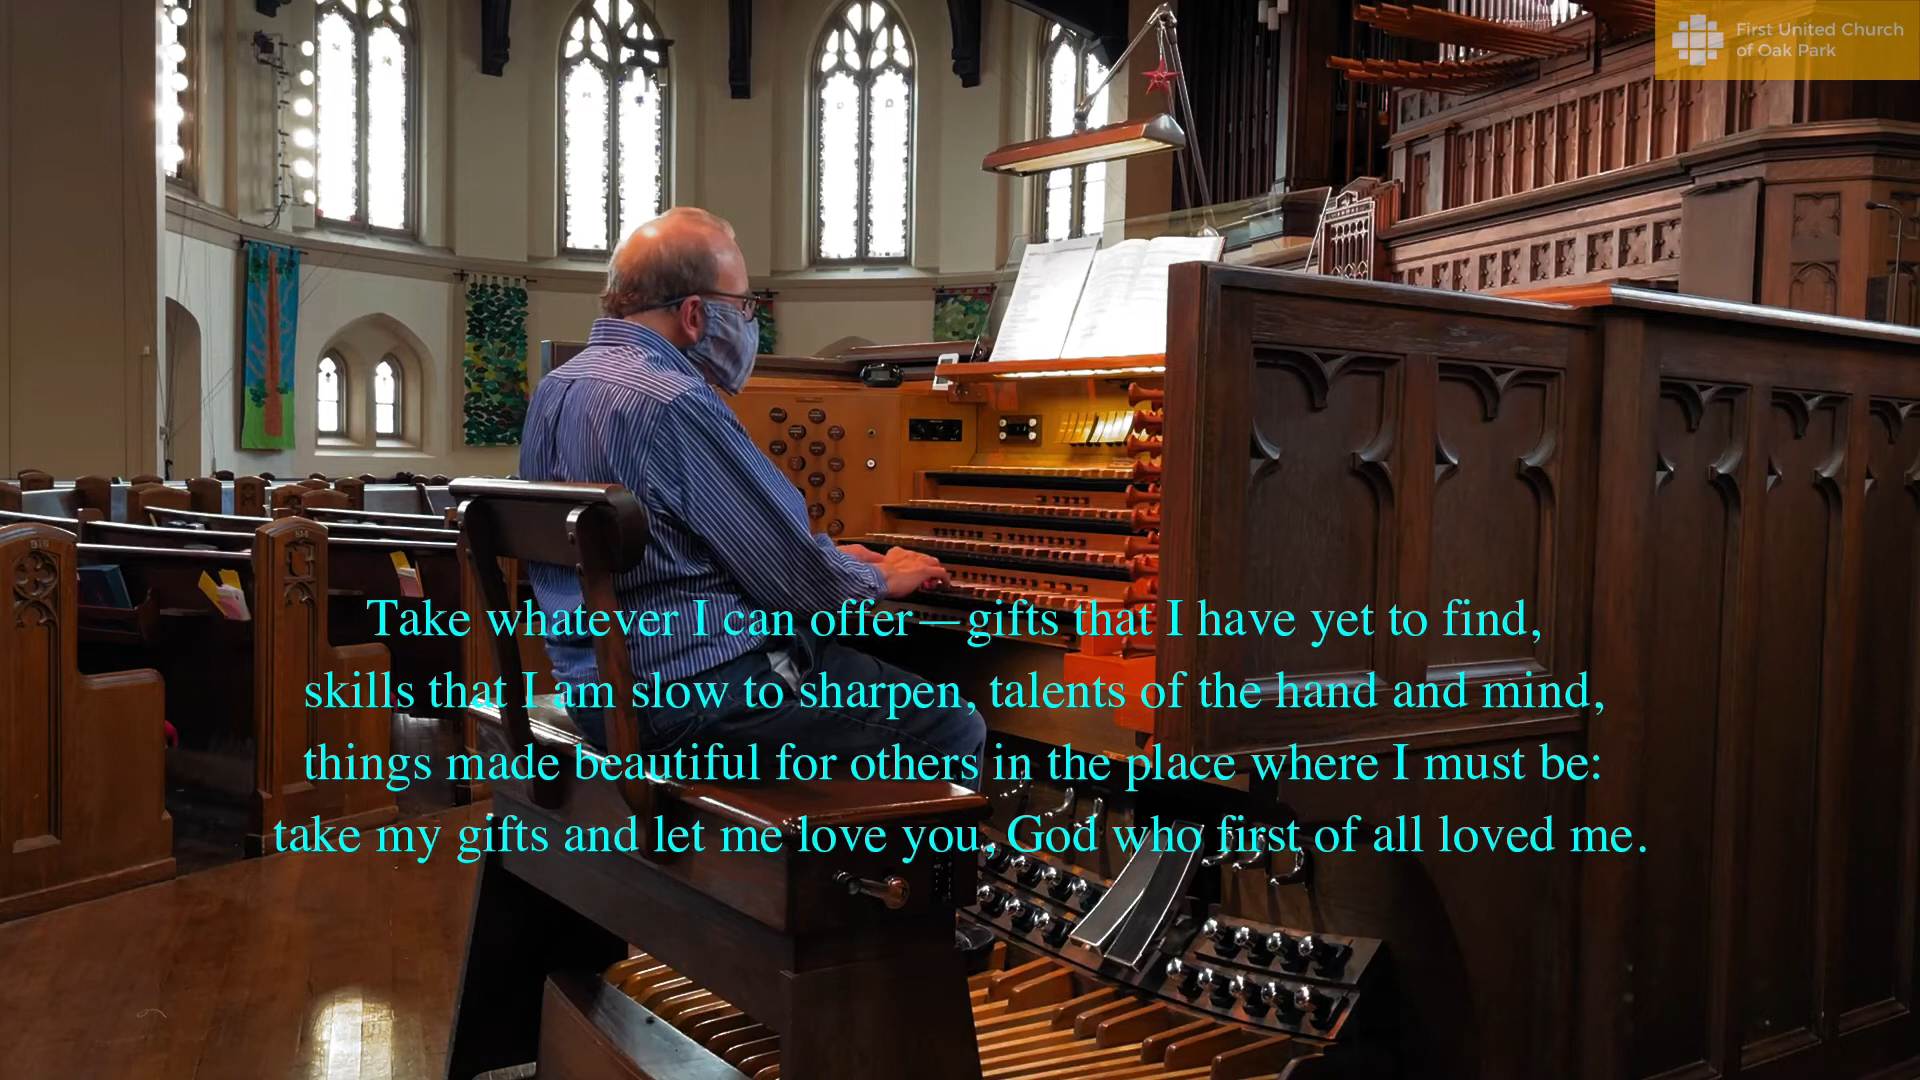 First United Church
of Oak Park
Take whatever I can offer—gifts that I have yet to find,
skills that I am slow to sharpen, talents of the hand and mind,
things made beautiful for others in the place where I must be:
take my gifts and let me love you, God who first of all loved me.